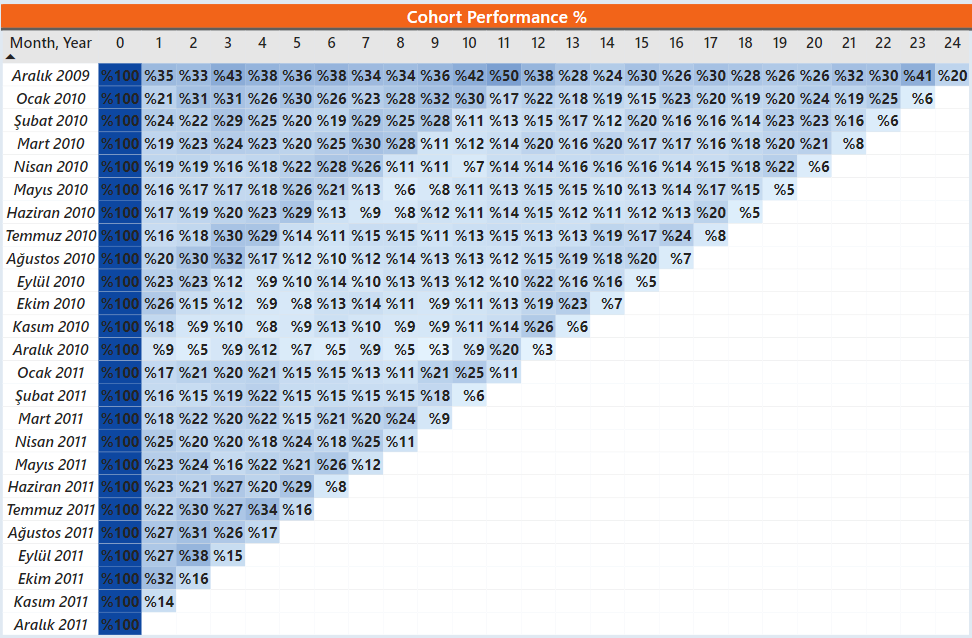 Cohort Performance %
Month, Year 0 1 2 3 4 5 6 7 8 9 10 11 12 13 14 15 16 17 18 19 20 21 22 23 24
Aralık 2009 %100 %35 %33 %43 %38 %36 %38 %34 %34 %36 %42 %50 %38 %28 %24 %30 %26 %30 %28 %26 %26 %32 %30 %41 %20
Ocak 2010 %100 %21 %31 %31 %26 %30 %26 %23 %28 %32 %30 %17 %22 %18 %19 %15 %23 %20 %19 %20 %24 %19 %25 %6
Şubat 2010 %100 %24 %22 %29 %25 %20 %19 %29 %25 %28 %11 %13 %15 %17 %12 %20 %16 %16 %14 %23 %23 %16 %6
Mart 2010 %100 %19 %23 %24 %23 %20 %25 %30 %28 %11 %12 %14 %20 %16 %20 %17 %17 %16 %18 %20 %21 %8
Nisan 2010 %100 %19 %19 %16 %18 %22 %28 %26 %11 %11 %7 %14 %14 %16 %16 %16 %14 %15 %18 %22 %6
Mayıs 2010 %100 %16 %17 %17 %18 %26 %21 %13 %6 %8 %11 %13 %15 %15 %10 %13 %14 %17 %15 %5
Haziran 2010 %100 %17 %19 %20 %23 %29 %13 %9 %8 %12 %11 %14 %15 %12 %11 %12 %13 %20 %5
Temmuz 2010 %100 %16 %18 %30 %29 %14 %11 %15 %15 %11 %13 %15 %13 %13 %19 %17 %24 %8
Ağustos 2010 %100 %20 %30 %32 %17 %12 %10 %12 %14 %13 %13 %12 %15 %19 %18 %20 %7
Eylül 2010 %100 %23 %23 %12 %9 %10 %14 %10 %13 %13 %12 %10 %22 %16 %16 %5
Ekim 2010 %100 %26 %15 %12 %9 %8 %13 %14 %11 %9 %11 %13 %19 %23 %7
Kasım 2010 %100 %18 %9 %10 %8 %9 %13 %10 %9 %9 %11 %14 %26 %6
Aralık 2010 %100 %9 %5 %9 %12 %7 %5 %9 %5 %3 %9 %20 %3
Ocak 2011 %100 %17 %21 %20 %21 %15 %15 %13 %11 %21 %25 %11
Şubat 2011 %100 %16 %15 %19 %22 %15 %15 %15 %15 %18 %6
Mart 2011 %100 %18 %22 %20 %22 %15 %21 %20 %24 %9
Nisan 2011 %100 %25 %20 %20 %18 %24 %18 %25 %11
Mayıs 2011 %100 %23 %24 %16 %22 %21 %26 %12
Haziran 2011 %100 %23 %21 %27 %20 %29 %8
Temmuz 2011 %100 %22 %30 %27 %34 %16
Ağustos 2011 %100 %27 %31 %26 %17
Eylül 2011 %100 %27 %38 %15
Ekim 2011 %100 %32 %16
Kasım 2011 %100 %14
Aralık 2011 %100